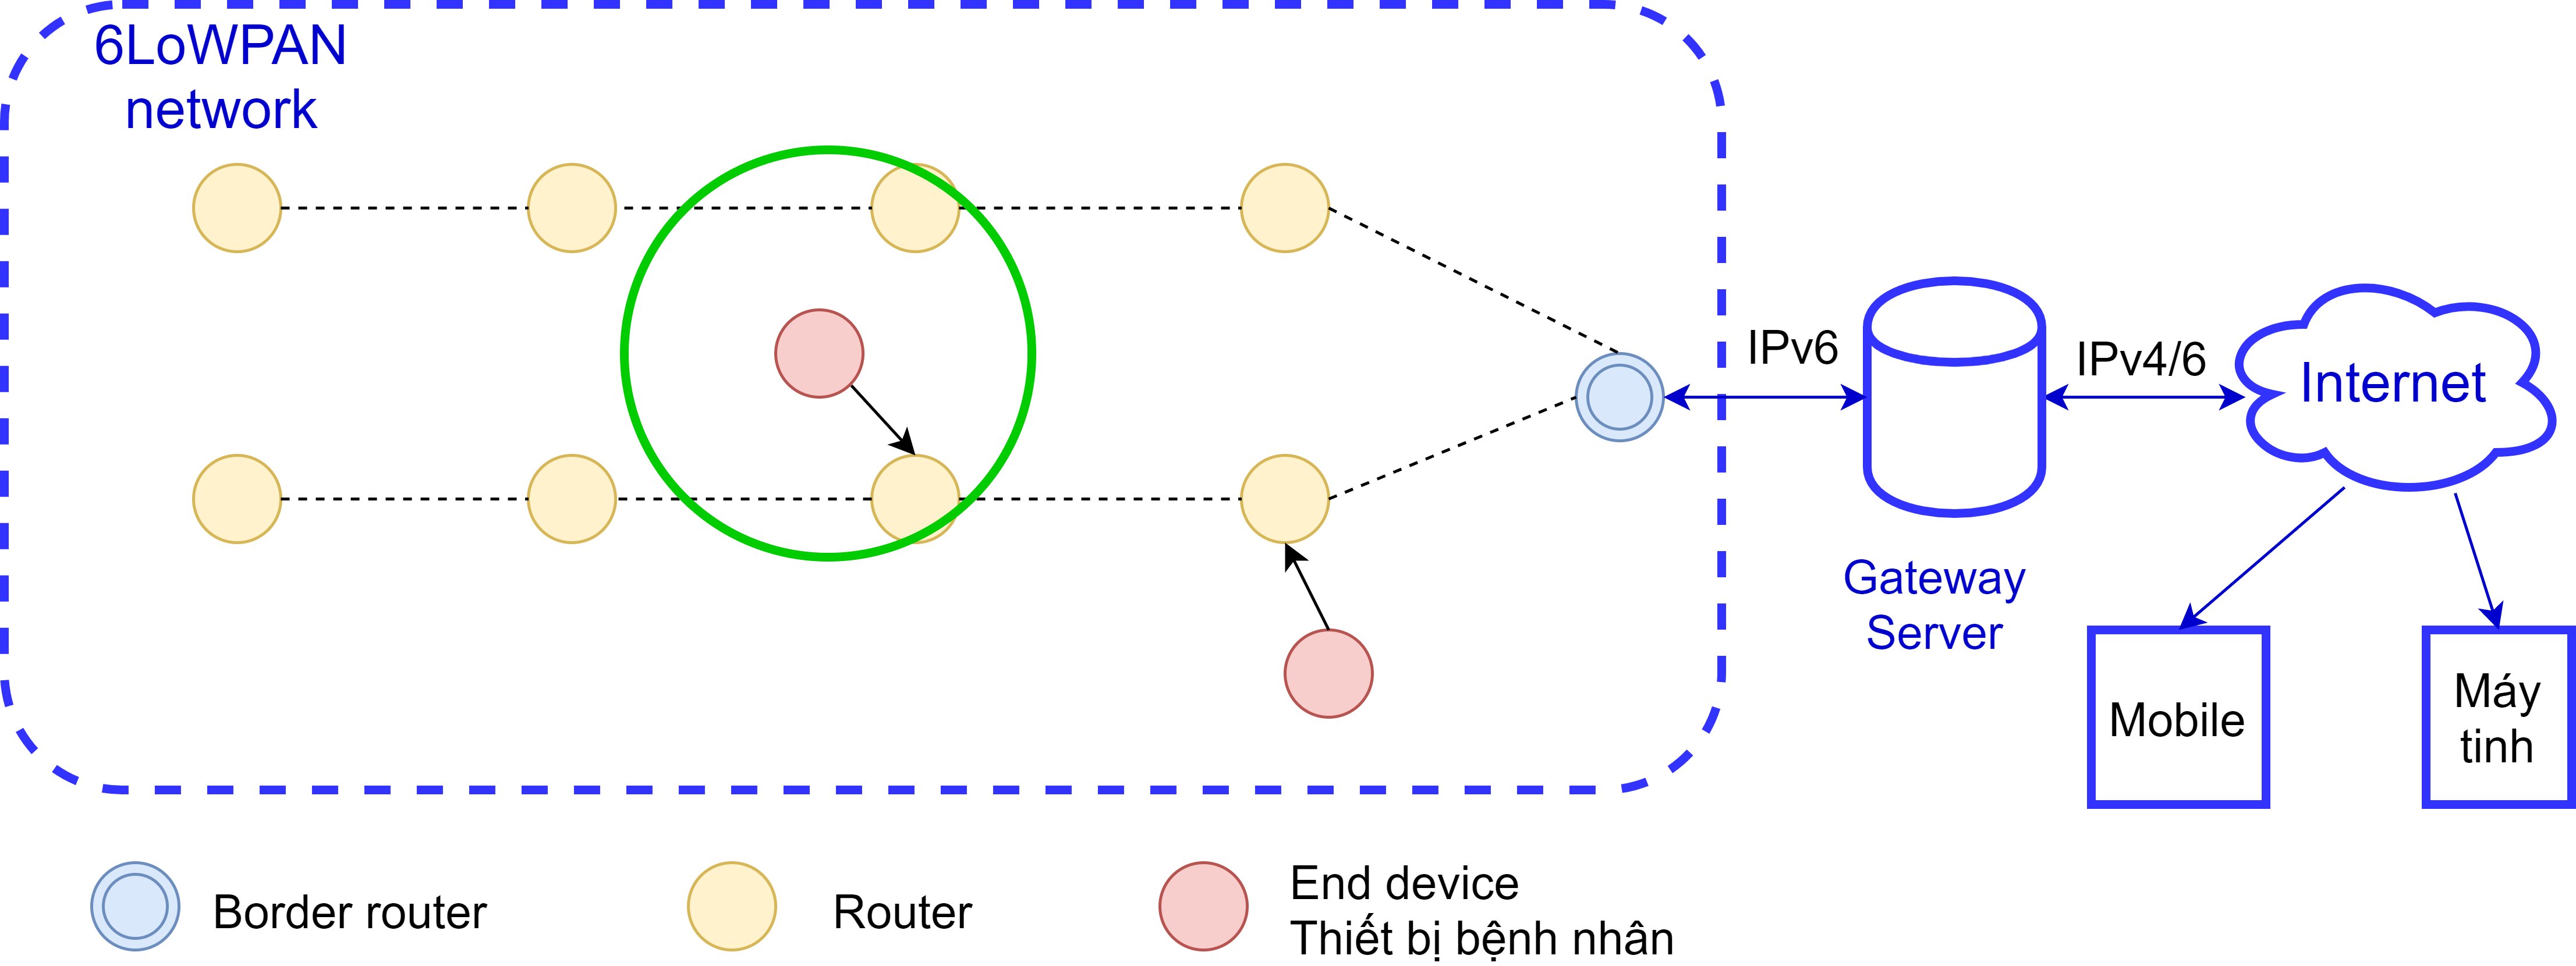 6LoWPAN
network
IPv6
IPv4/6
Internet
Gateway
Server
Mobile
Máy
tinh
Border router
Router
End device
Thiết bị bệnh nhân